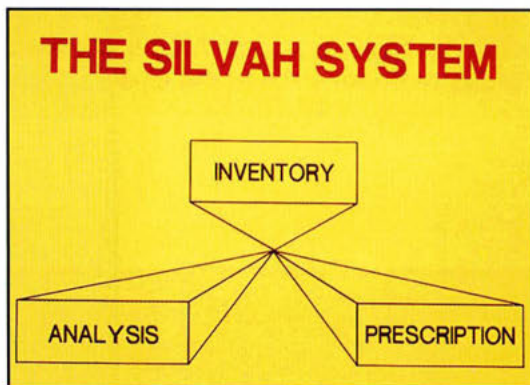 THE SILVAH SYSTEM
INVENTORY
ANALYSIS
PRESCRIPTION